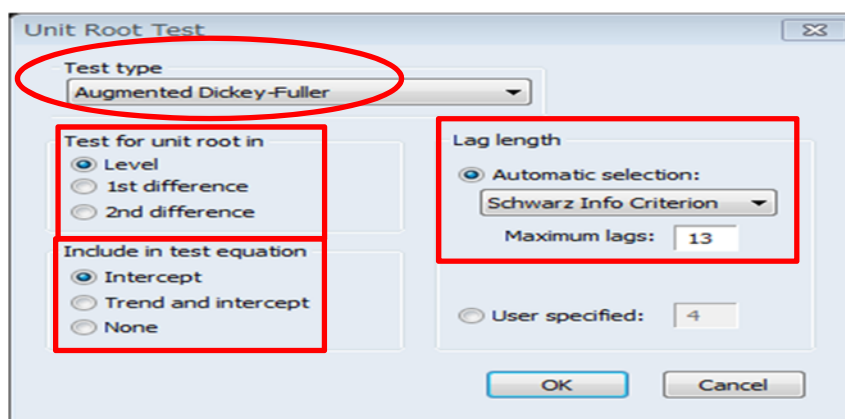 Unit Root Test
Test type
Augmented Dickey-Fuller
Test for unit root in
Level
1st difference
2nd difference
Include in test equation
Intercept
Trend and intercept
None
Lag length
Automatic selection:
Schwarz Info Criterion
Maximum lags: 13
User specified: 4
OK Cancel